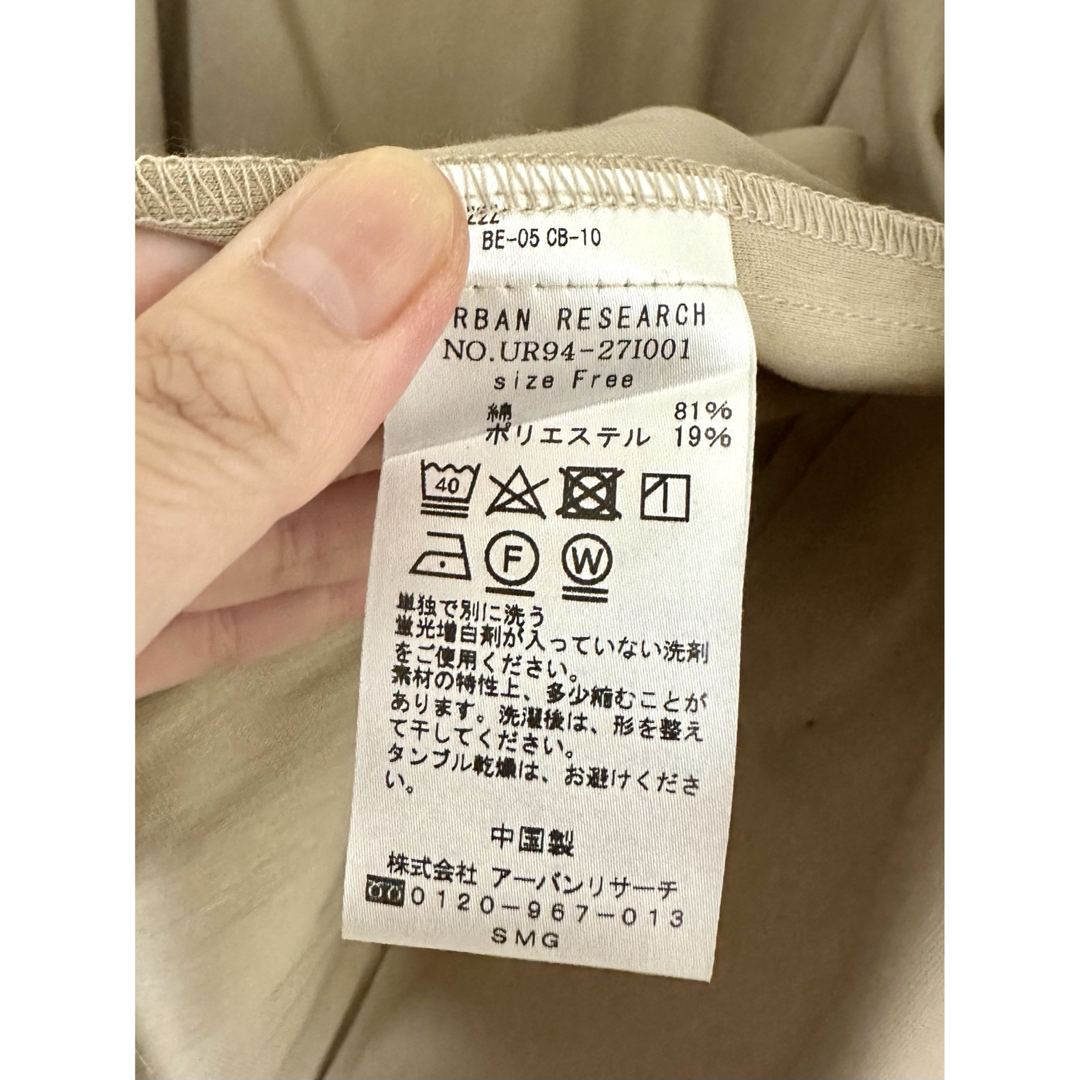 BE-05 CB-10
RBAN RESEARCH
NO.UR94-27I001
size Free
綿 81%
ポリエステル 19%
40
F W
単独で別に洗う
蛍光増白剤が入っていない洗剤
をご使用ください。
素材の特性上、多少縮むことが
あります。洗濯後は、形を整え
て干してください。
タンブル乾燥は、お避けくださ
い。
中国製
株式会社 アーバンリサーチ
0120-967-013
SMG